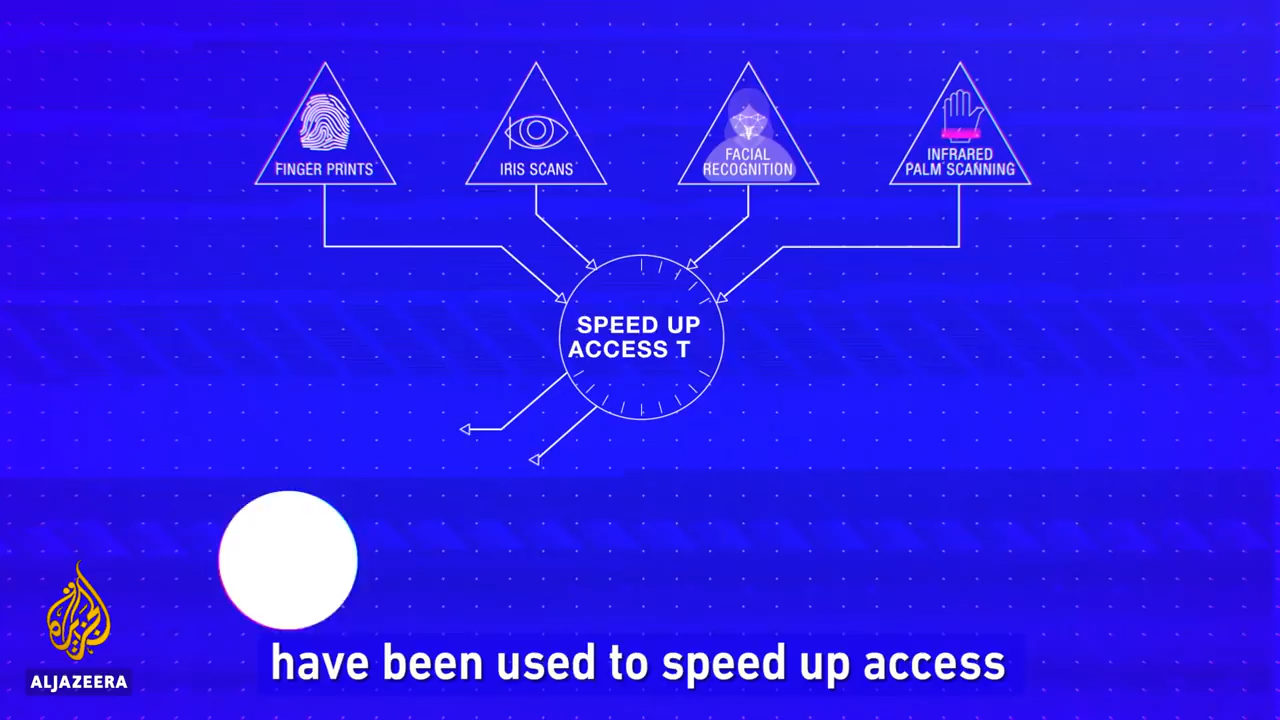 FINGER PRINTS
IRIS SCANS
FACIAL
RECOGNITION
INFRARED
PALM SCANNING
SPEED UP
ACCESS T
have been used to speed up access
ALJAZEERA
الجزيرة